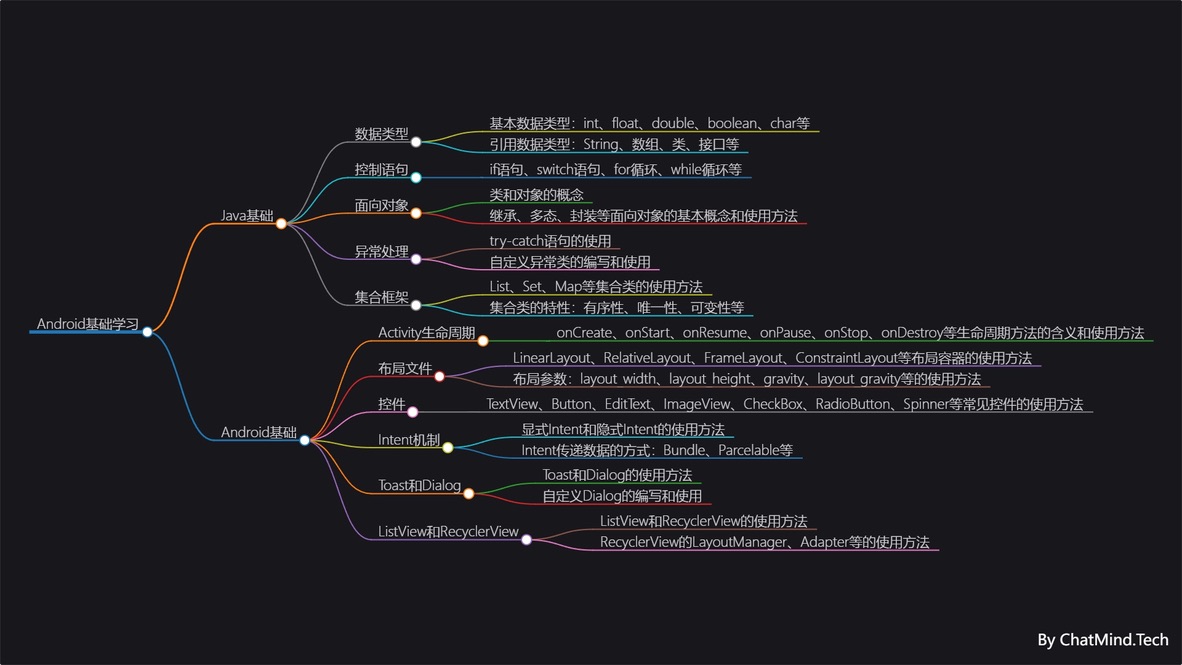 Android基础学习
Java基础
数据类型
基本数据类型：int、float、double、boolean、char等
引用数据类型：String、数组、类、接口等
控制语句
if语句、switch语句、for循环、while循环等
面向对象
类和对象的概念
继承、多态、封装等面向对象的基本概念和使用方法
异常处理
try-catch语句的使用
自定义异常类的编写和使用
集合框架
List、Set、Map等集合类的使用方法
集合类的特性：有序性、唯一性、可变性等
Android基础
Activity生命周期
onCreate、onStart、onResume、onPause、onStop、onDestroy等生命周期方法的含义和使用方法
布局文件
LinearLayout、RelativeLayout、FrameLayout、ConstraintLayout等布局容器的使用方法
布局参数：layout_width、layout_height、gravity、layout_gravity等的使用方法
控件
TextView、Button、EditText、ImageView、CheckBox、RadioButton、Spinner等常见控件的使用方法
Intent机制
显式Intent和隐式Intent的使用方法
Intent传递数据的方式：Bundle、Parcelable等
Toast和Dialog
Toast和Dialog的使用方法
自定义Dialog的编写和使用
ListView和RecyclerView
ListView和RecyclerView的使用方法
RecyclerView的LayoutManager、Adapter等的使用方法
By ChatMind.Tech